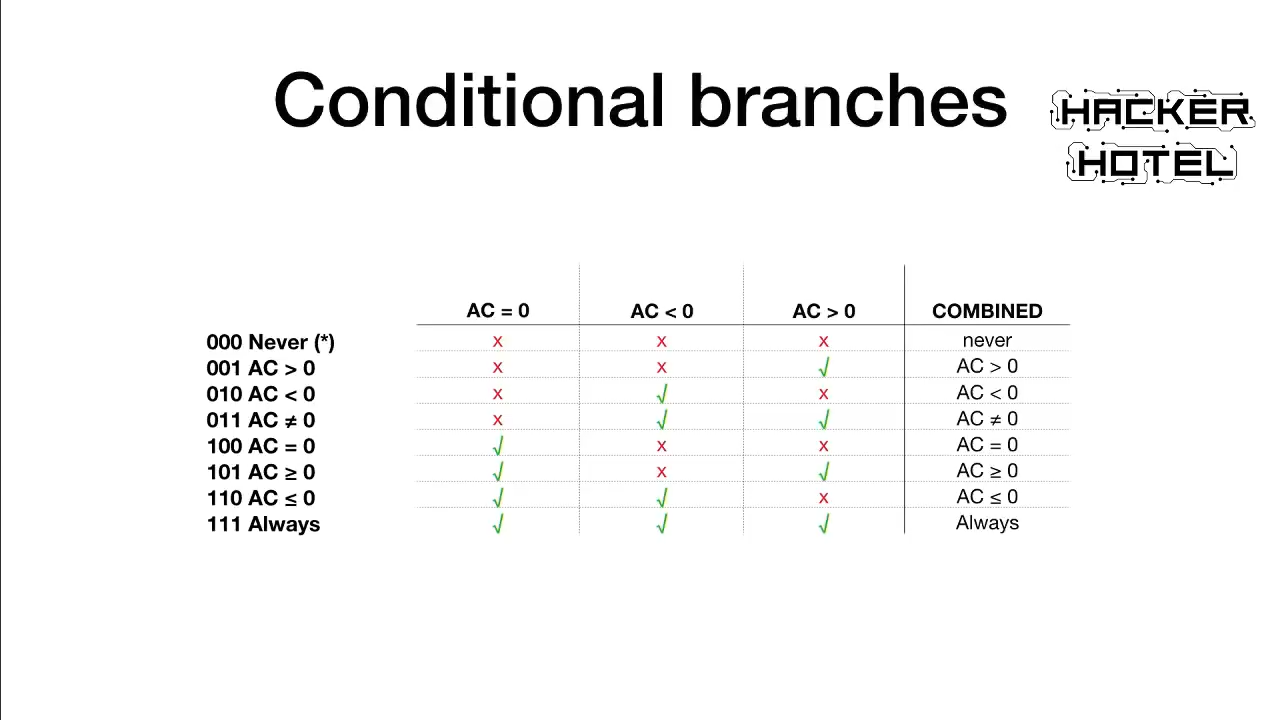 Conditional branches
HACKER
HOTEL
AC = 0 AC < 0 AC > 0 COMBINED
000 Never (*) x x x never
001 AC > 0 x x √ AC > 0
010 AC < 0 x √ x AC < 0
011 AC ≠ 0 x √ √ AC ≠ 0
100 AC = 0 √ x x AC = 0
101 AC ≥ 0 √ x √ AC ≥ 0
110 AC ≤ 0 √ √ x AC ≤ 0
111 Always √ √ √ Always